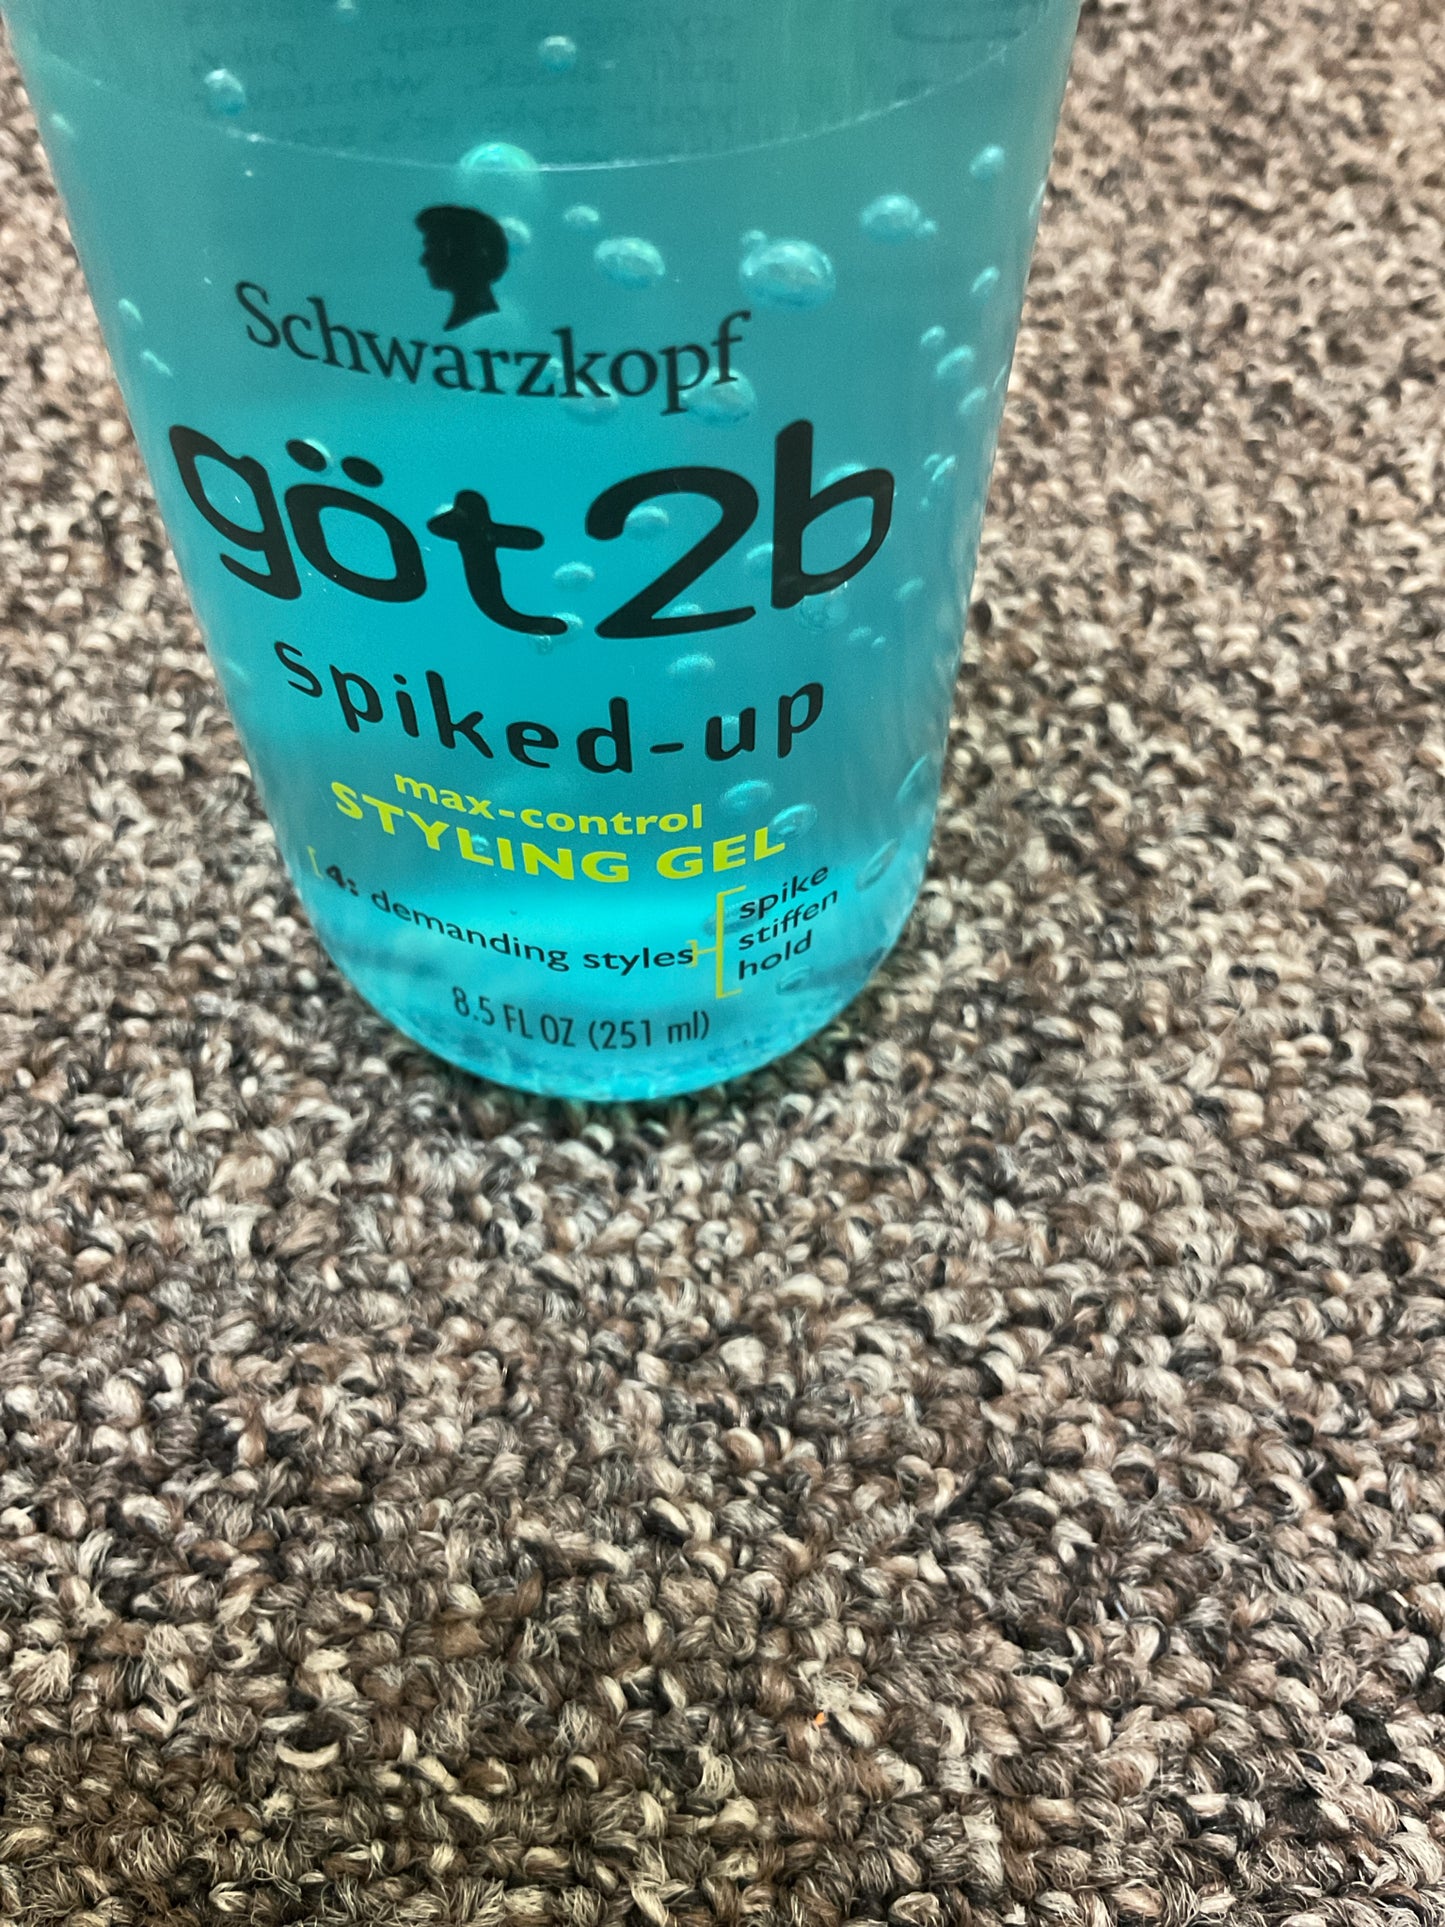 Schwarzkopf
göt2b
spiked-up
max-control
STYLING GEL
[4: demanding styles]
spike
stiffen
hold
8.5 FL OZ (251 ml)